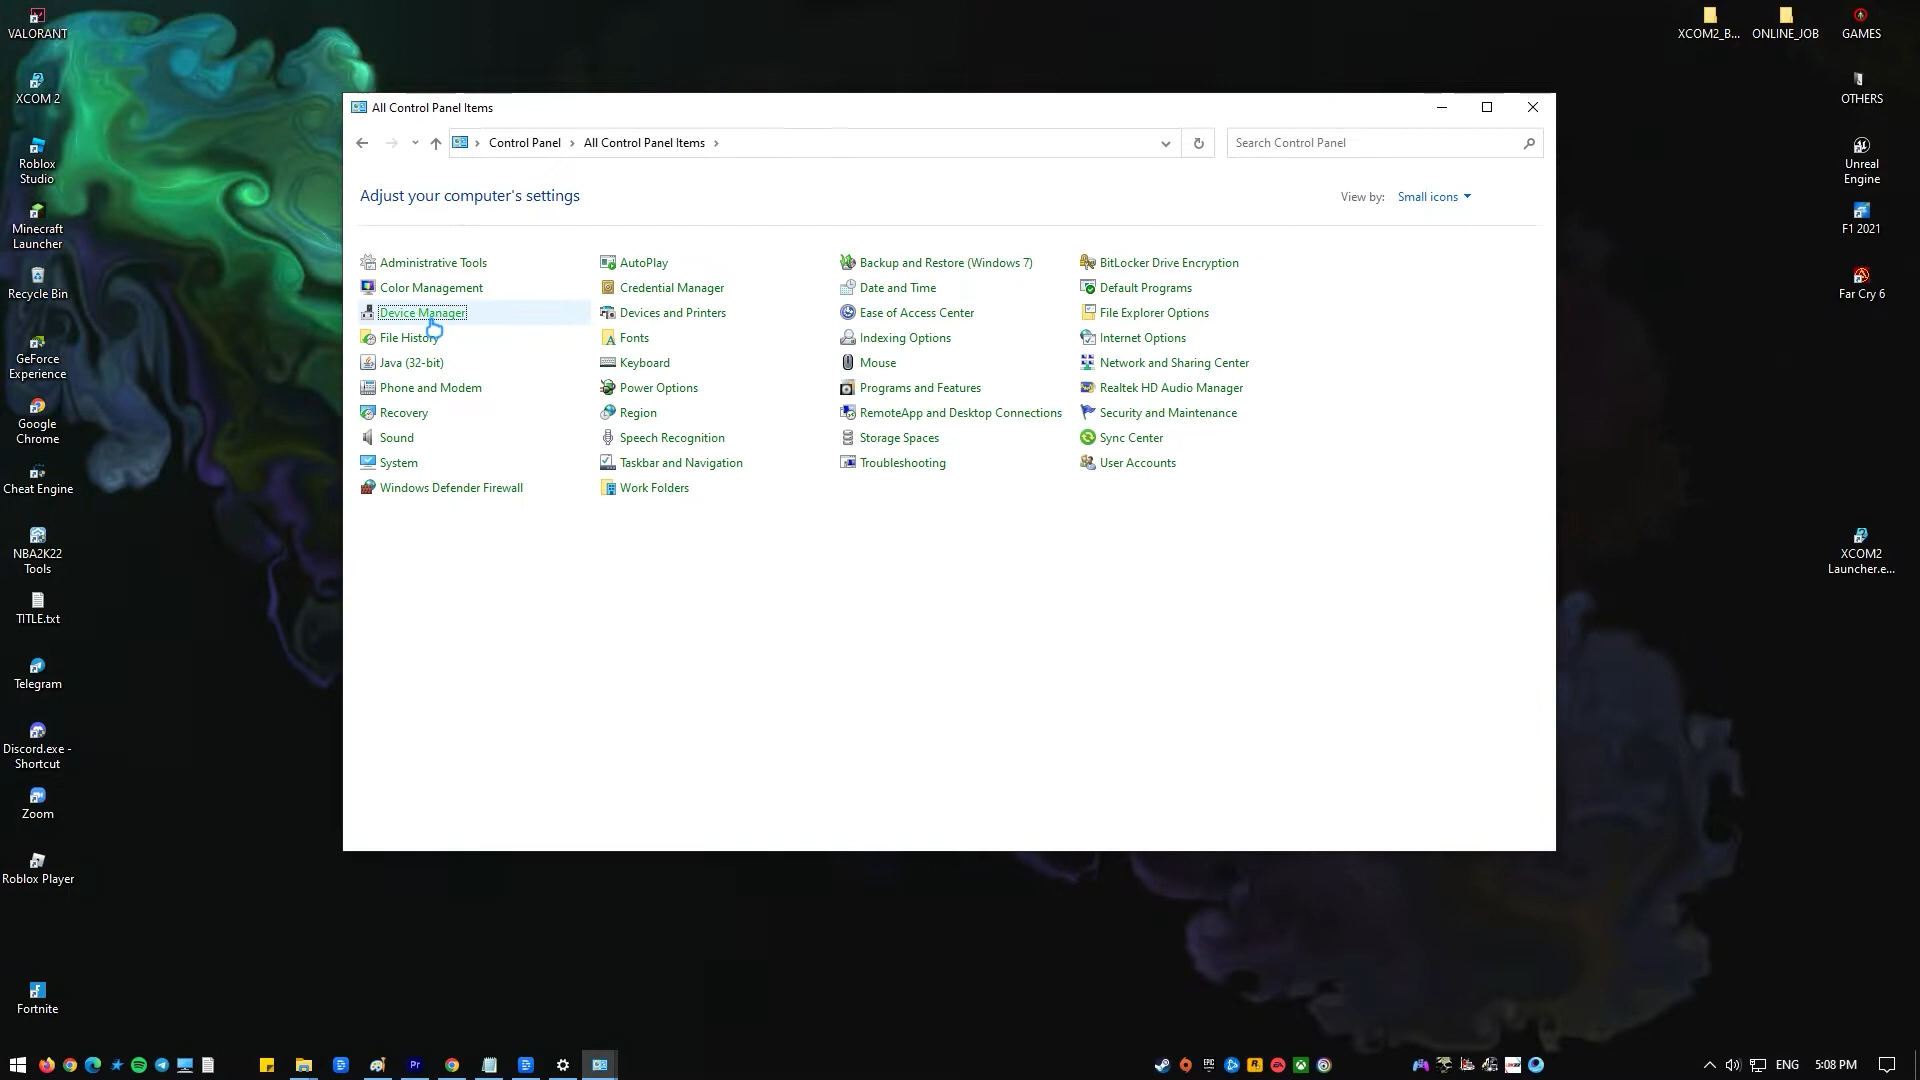 VALORANT
XCOM 2
Roblox
Studio
Minecraft
Launcher
Recycle Bin
GeForce
Experience
Google
Chrome
Cheat Engine
NBA2K22
Tools
TITLE.txt
Telegram
Discord.exe -
Shortcut
Zoom
Roblox Player
Fortnite
All Control Panel Items
Control Panel
All Control Panel Items
Search Control Panel
Adjust your computer's settings
View by:
Small icons
Administrative Tools
AutoPlay
Backup and Restore (Windows 7)
BitLocker Drive Encryption
Color Management
Credential Manager
Date and Time
Default Programs
Device Manager
Devices and Printers
Ease of Access Center
File Explorer Options
File History
Fonts
Indexing Options
Internet Options
Java (32-bit)
Keyboard
Mouse
Network and Sharing Center
Phone and Modem
Power Options
Programs and Features
Realtek HD Audio Manager
Recovery
Region
RemoteApp and Desktop Connections
Security and Maintenance
Sound
Speech Recognition
Storage Spaces
Sync Center
System
Taskbar and Navigation
Troubleshooting
User Accounts
Windows Defender Firewall
Work Folders
XCOM2_B...
ONLINE_JOB
GAMES
OTHERS
Unreal
Engine
F1 2021
Far Cry 6
XCOM2
Launcher.e...
Pr
ENG
5:08 PM